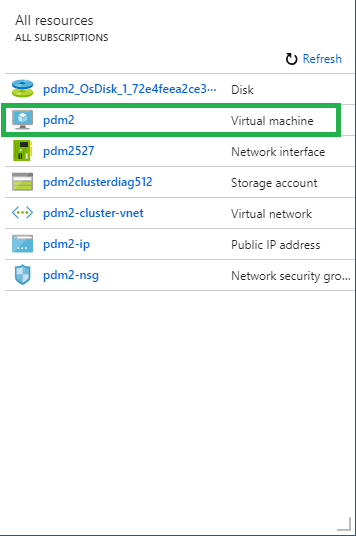 All resources
ALL SUBSCRIPTIONS
Refresh
pdm2_OsDisk_1_72e4feea2ce3··· Disk
pdm2 Virtual machine
pdm2527 Network interface
pdm2clusterdiag512 Storage account
pdm2-cluster-vnet Virtual network
pdm2-ip Public IP address
pdm2-nsg Network security gro...